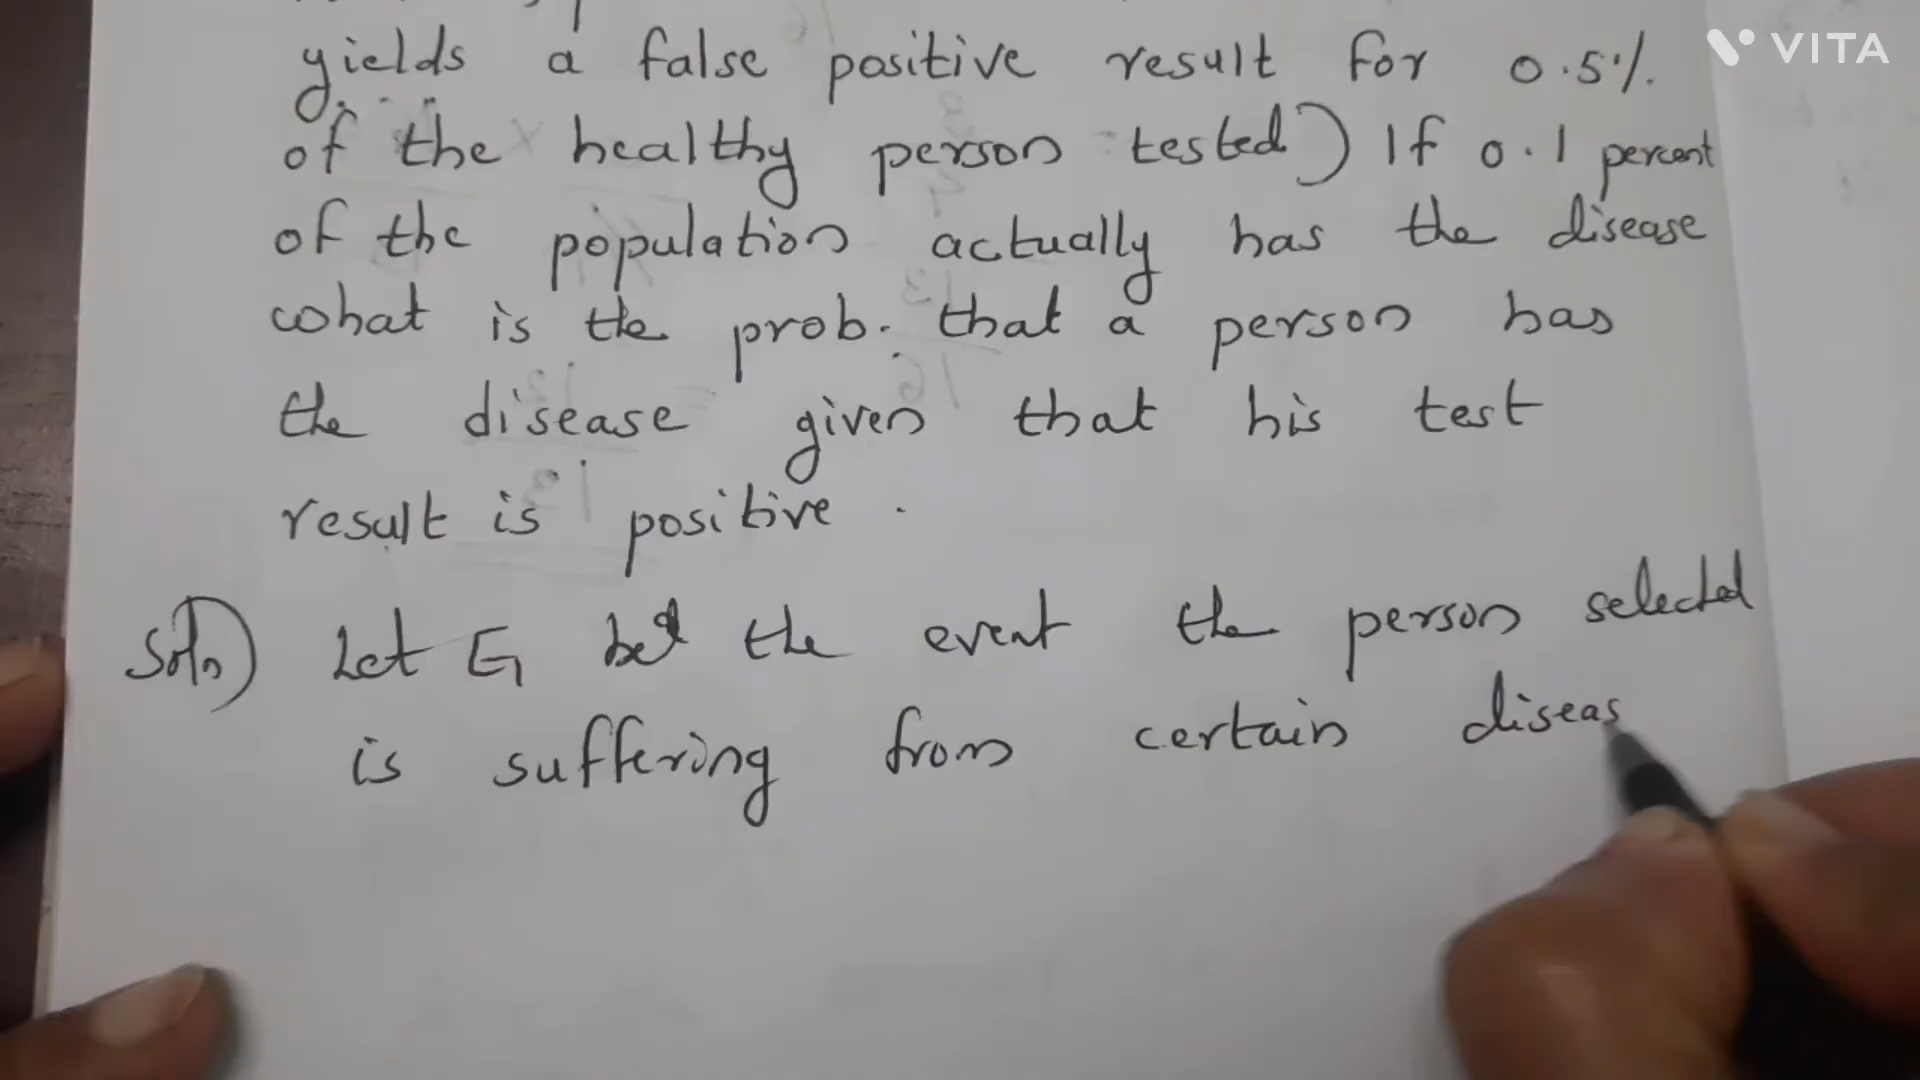 VITA
yields a false positive result for 0.5%.
of the healthy person tested) If 0.1 percent
of the population actually has the disease
what is the prob. that a person has
the disease given that his test
result is positive.
Soln) Let E1 be the event the person selected
is suffering from certain diseas